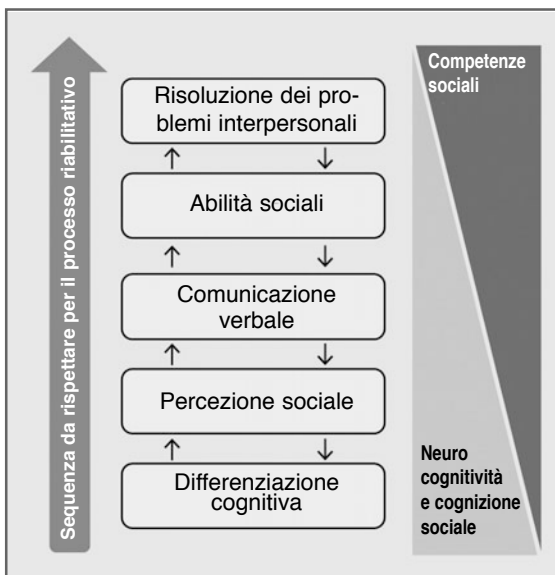 Sequenza da rispettare per il processo riabilitativo
Risoluzione dei pro-
blemi interpersonali
Abilità sociali
Comunicazione
verbale
Percezione sociale
Differenziazione
cognitiva
Competenze
sociali
Neuro
cognitività
e cognizione
sociale